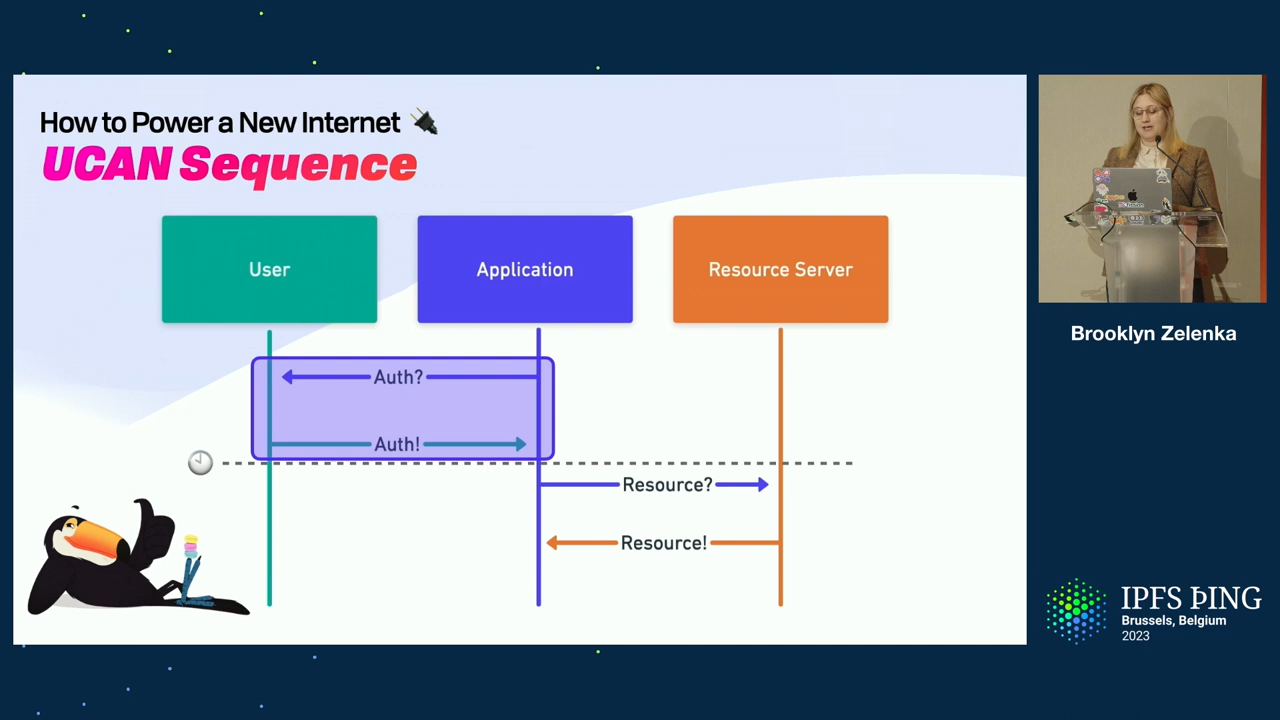 How to Power a New Internet
UCAN Sequence
User
Application
Resource Server
Auth?
Auth!
Resource?
Resource!
Brooklyn Zelenka
IPFS ÞING
Brussels, Belgium
2023